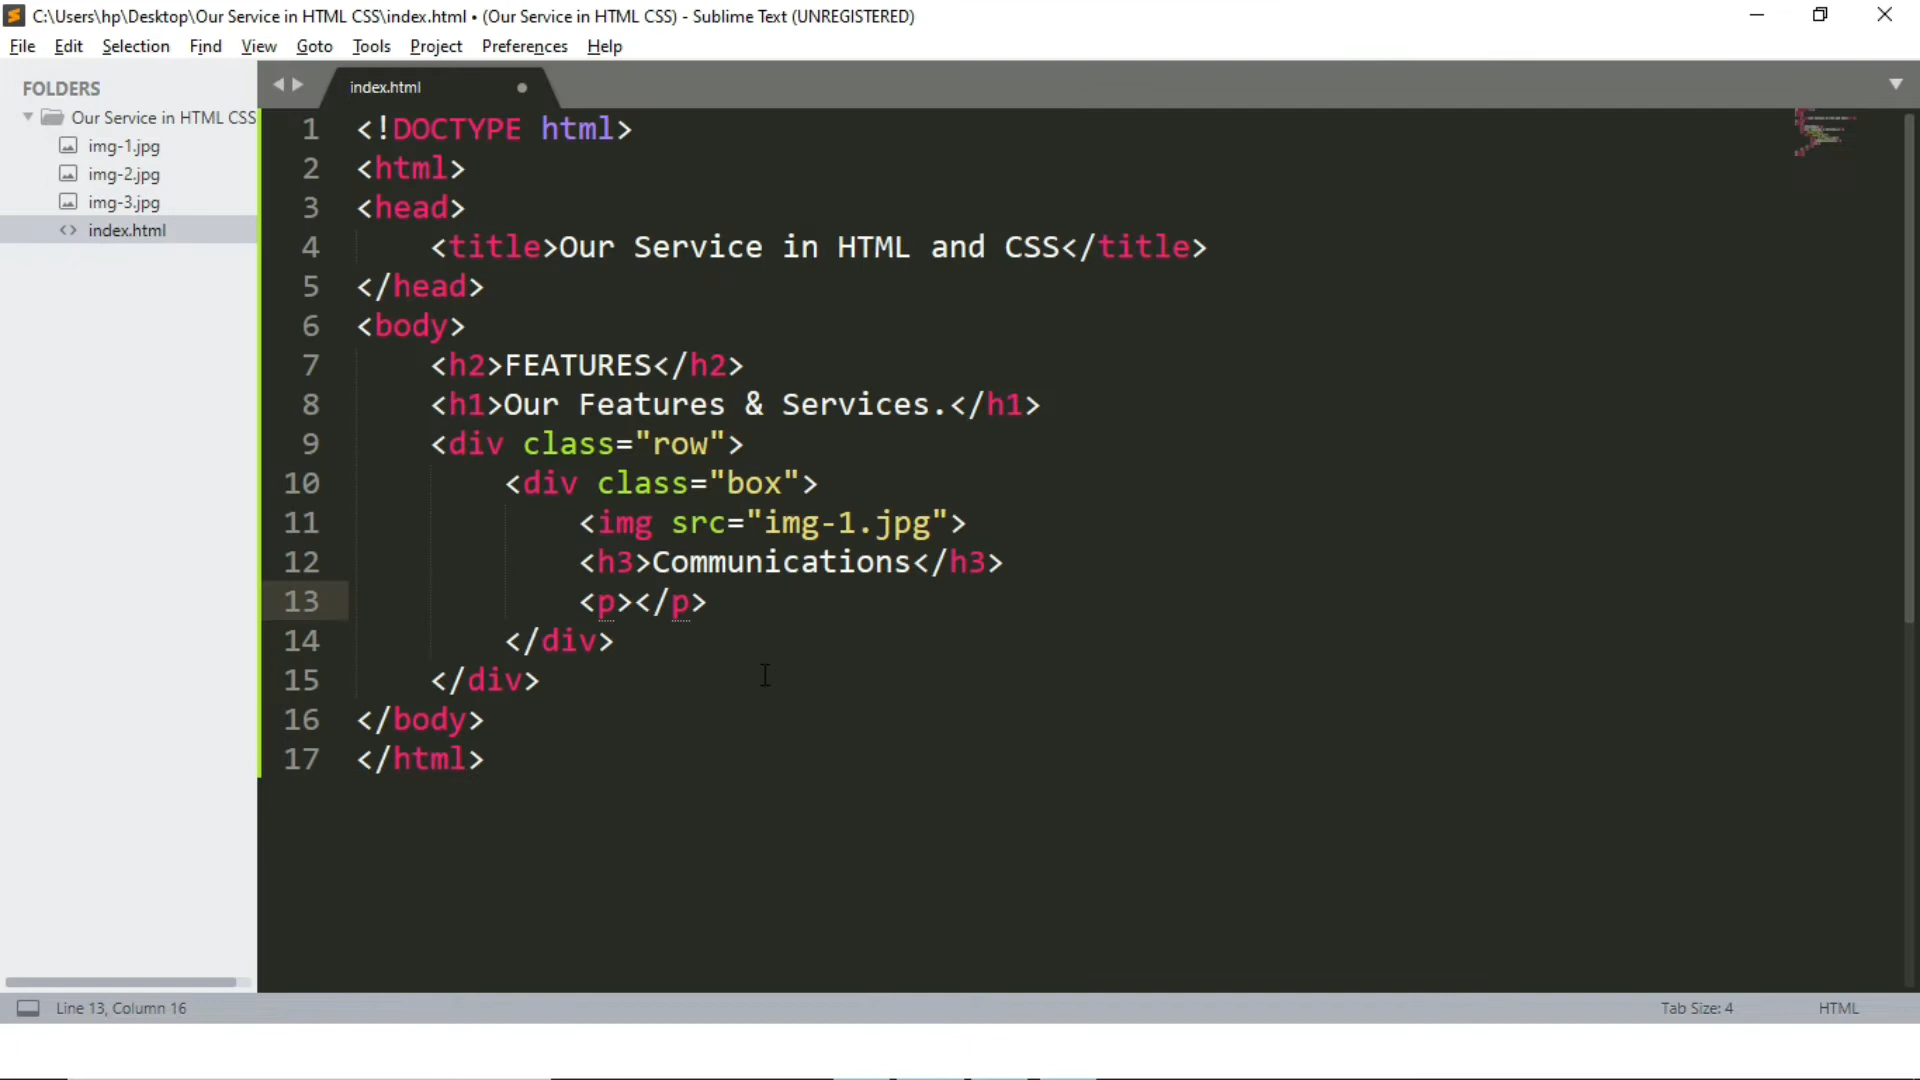 C:\Users\hp\Desktop\Our Service in HTML CSS\index.html • (Our Service in HTML CSS) - Sublime Text (UNREGISTERED)
File Edit Selection Find View Goto Tools Project Preferences Help
FOLDERS
Our Service in HTML CSS
img-1.jpg
img-2.jpg
img-3.jpg
index.html
index.html
1 <!DOCTYPE html>
2 <html>
3 <head>
4 <title>Our Service in HTML and CSS</title>
5 </head>
6 <body>
7 <h2>FEATURES</h2>
8 <h1>Our Features & Services.</h1>
9 <div class="row">
10 <div class="box">
11 <img src="img-1.jpg">
12 <h3>Communications</h3>
13 <p></p>
14 </div>
15 </div>
16 </body>
17 </html>
Line 13, Column 16
Tab Size: 4
HTML